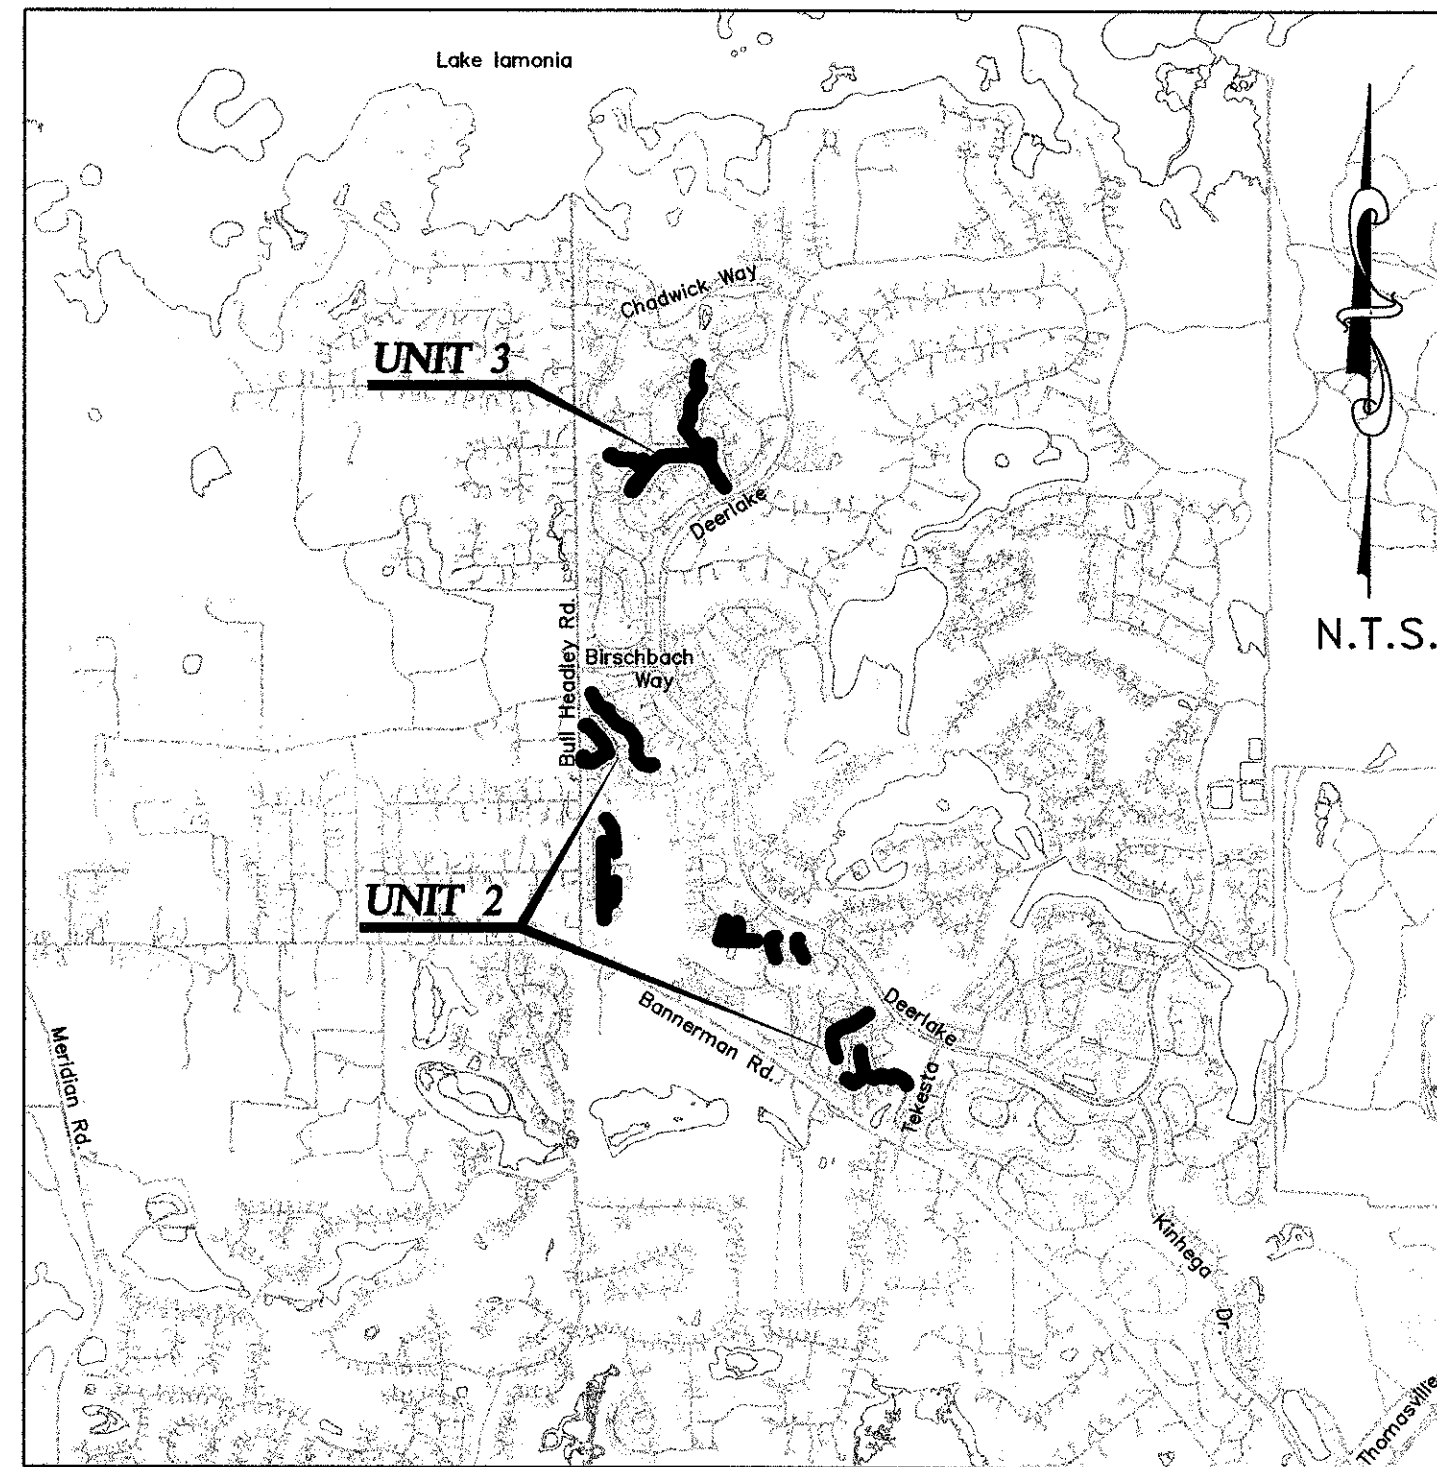 Lake Iamonia
Chadwick Way
UNIT 3
Deerlake
N.T.S.
Bull Headley Rd.
Birschbach
Way
UNIT 2
Deerlake
Bannerman Rd.
Meridian Rd.
Tekesta
Kinhega
Dr.
Thomasville